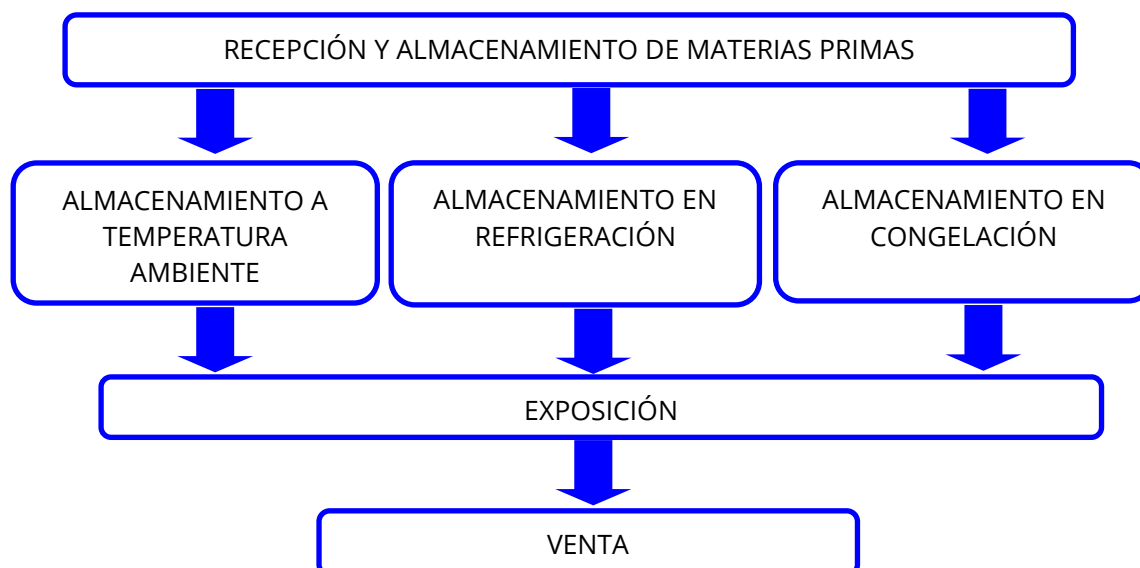 RECEPCIÓN Y ALMACENAMIENTO DE MATERIAS PRIMAS
ALMACENAMIENTO A
TEMPERATURA
AMBIENTE
ALMACENAMIENTO EN
REFRIGERACIÓN
ALMACENAMIENTO EN
CONGELACIÓN
EXPOSICIÓN
VENTA